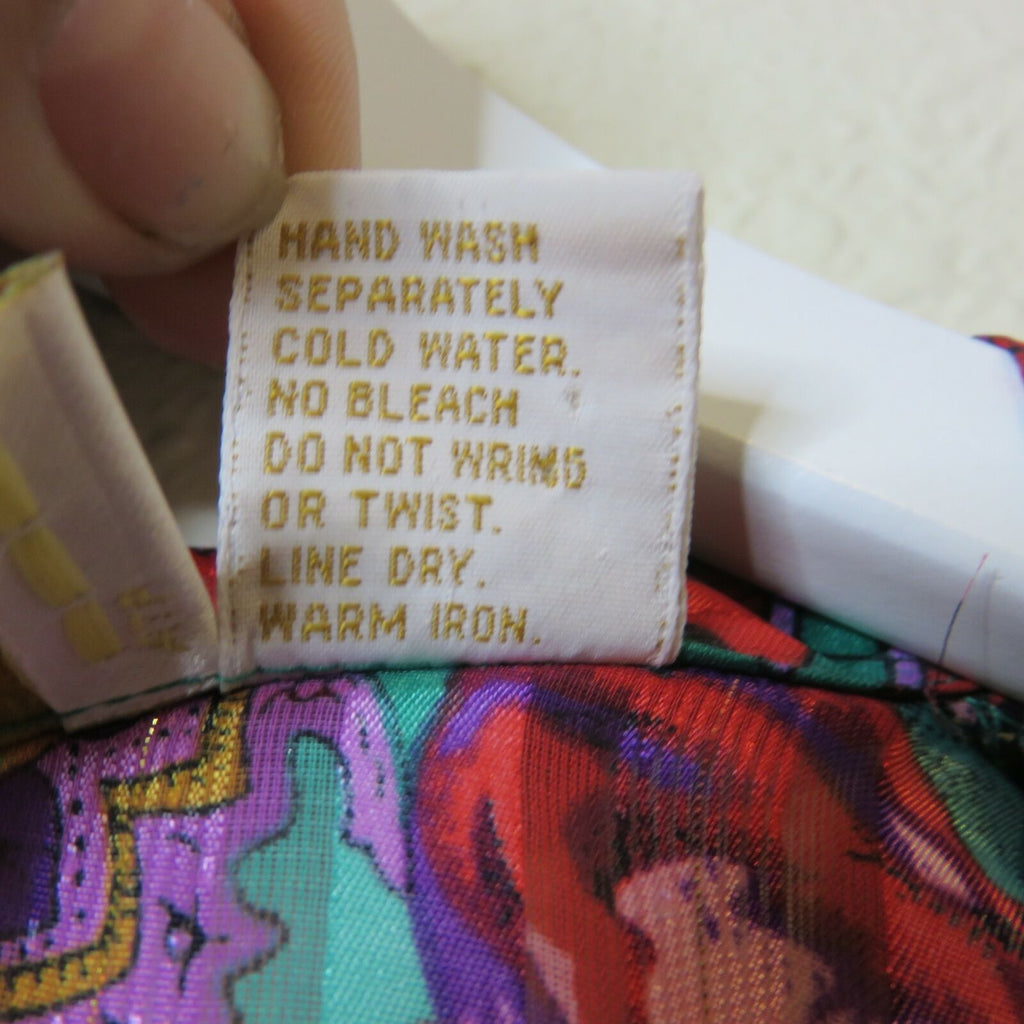 HAND WASH
SEPARATELY
COLD WATER.
NO BLEACH
DO NOT WRING
OR TWIST.
LINE DRY.
WARM IRON.